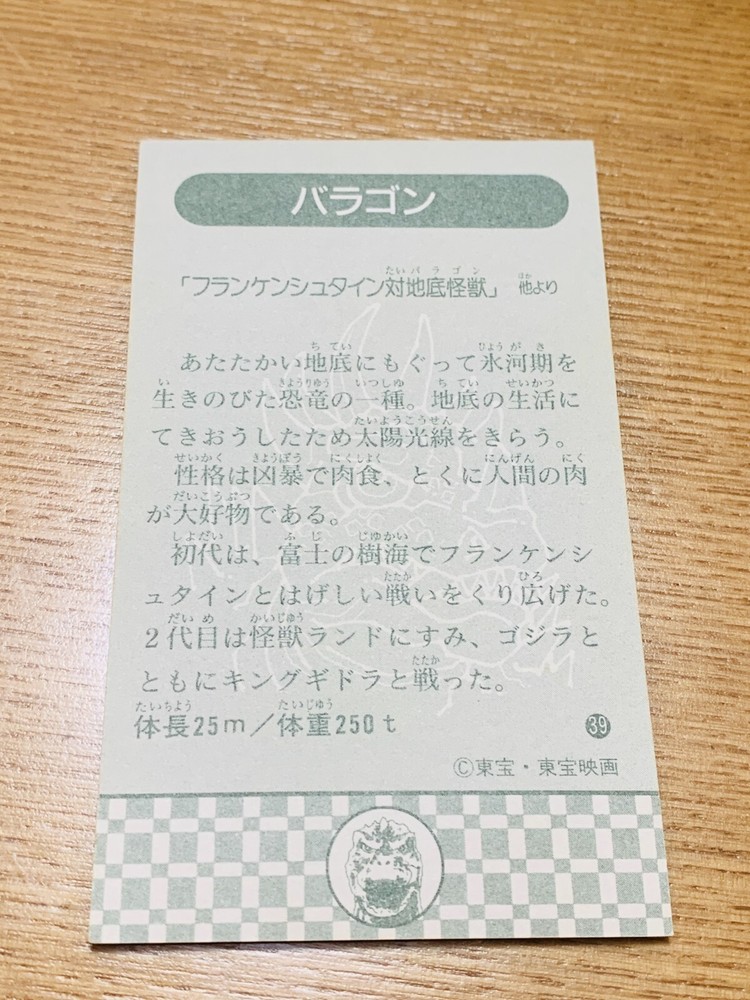 バラゴン
「フランケンシュタイン対地底怪獣」他より
あたたかい地底にもぐって氷河期を
生きのびた恐竜の一種。地底の生活に
てきおうしたため太陽光線をきらう。
性格は凶暴で肉食、とくに人間の肉
が大好物である。
初代は、富士の樹海でフランケンシ
ュタインとはげしい戦いをくり広げた。
2代目は怪獣ランドにすみ、ゴジラと
ともにキングギドラと戦った。
体長25m／体重250t
39
©東宝・東宝映画